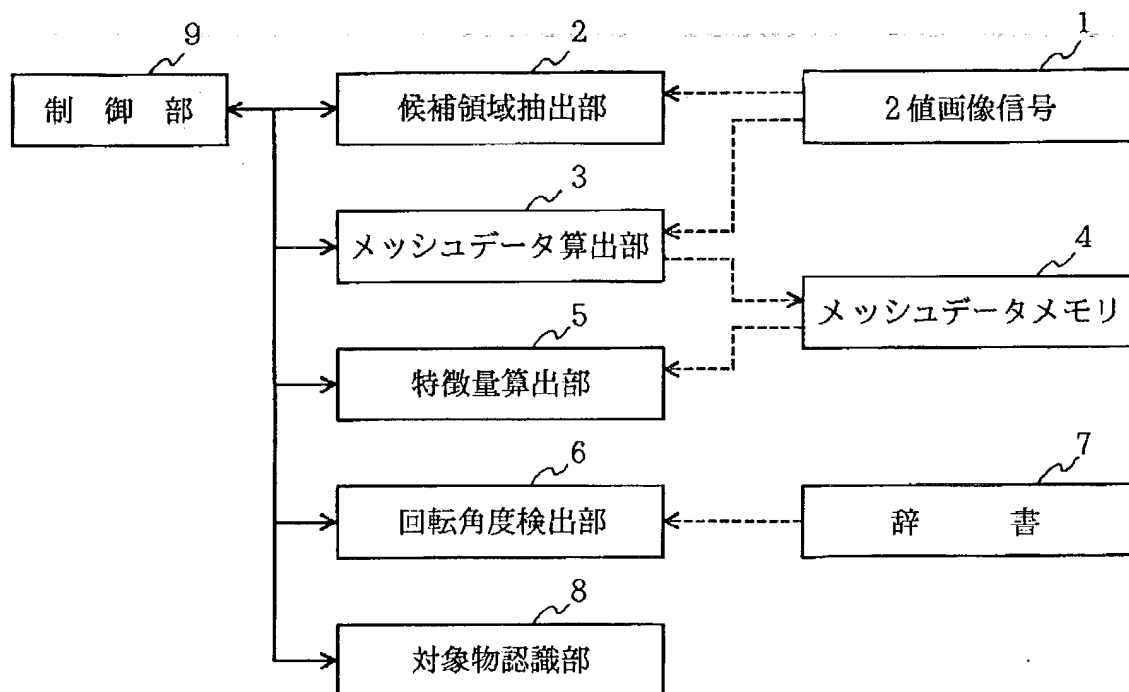 9
制 御 部
2
候補領域抽出部
1
2値画像信号
3
メッシュデータ算出部
4
メッシュデータメモリ
5
特徴量算出部
6
回転角度検出部
7
辞 書
8
対象物認識部